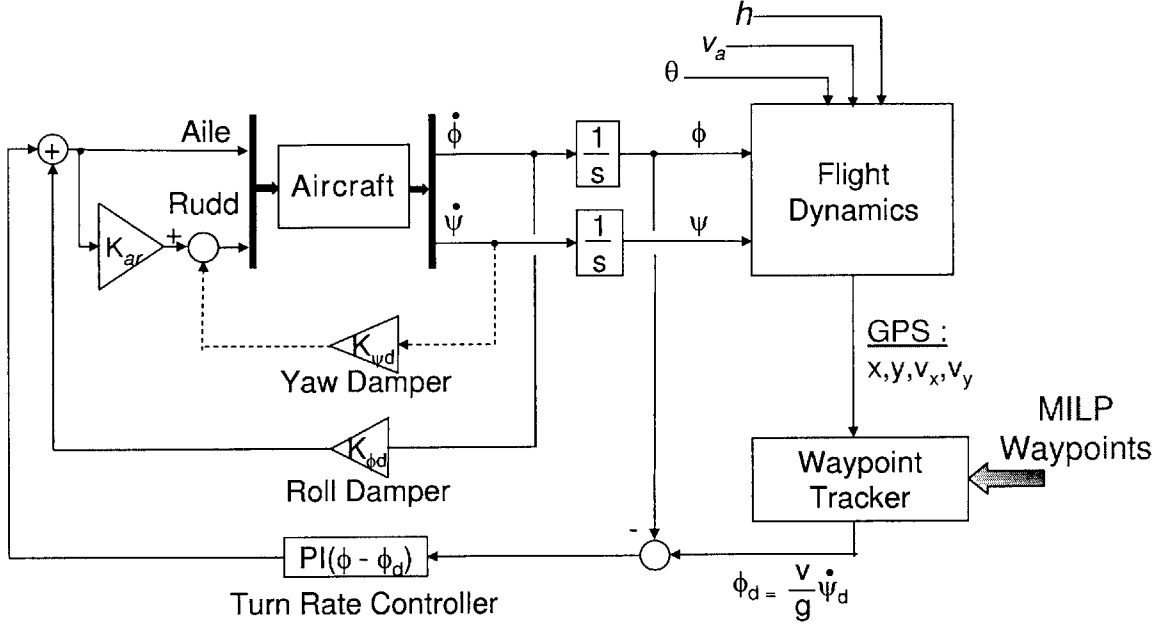 h
vₐ
θ
Aile
+
Aircraft
φ̇
1/s
φ
Flight
Dynamics
Rudd
K_ar
+
ψ̇
1/s
ψ
GPS :
x,y,v_x,v_y
K_ψd
Yaw Damper
MILP
Waypoints
K_φd
Roll Damper
Waypoint
Tracker
-
PI(φ - φ_d)
φ_d = v/g ψ̇_d
Turn Rate Controller